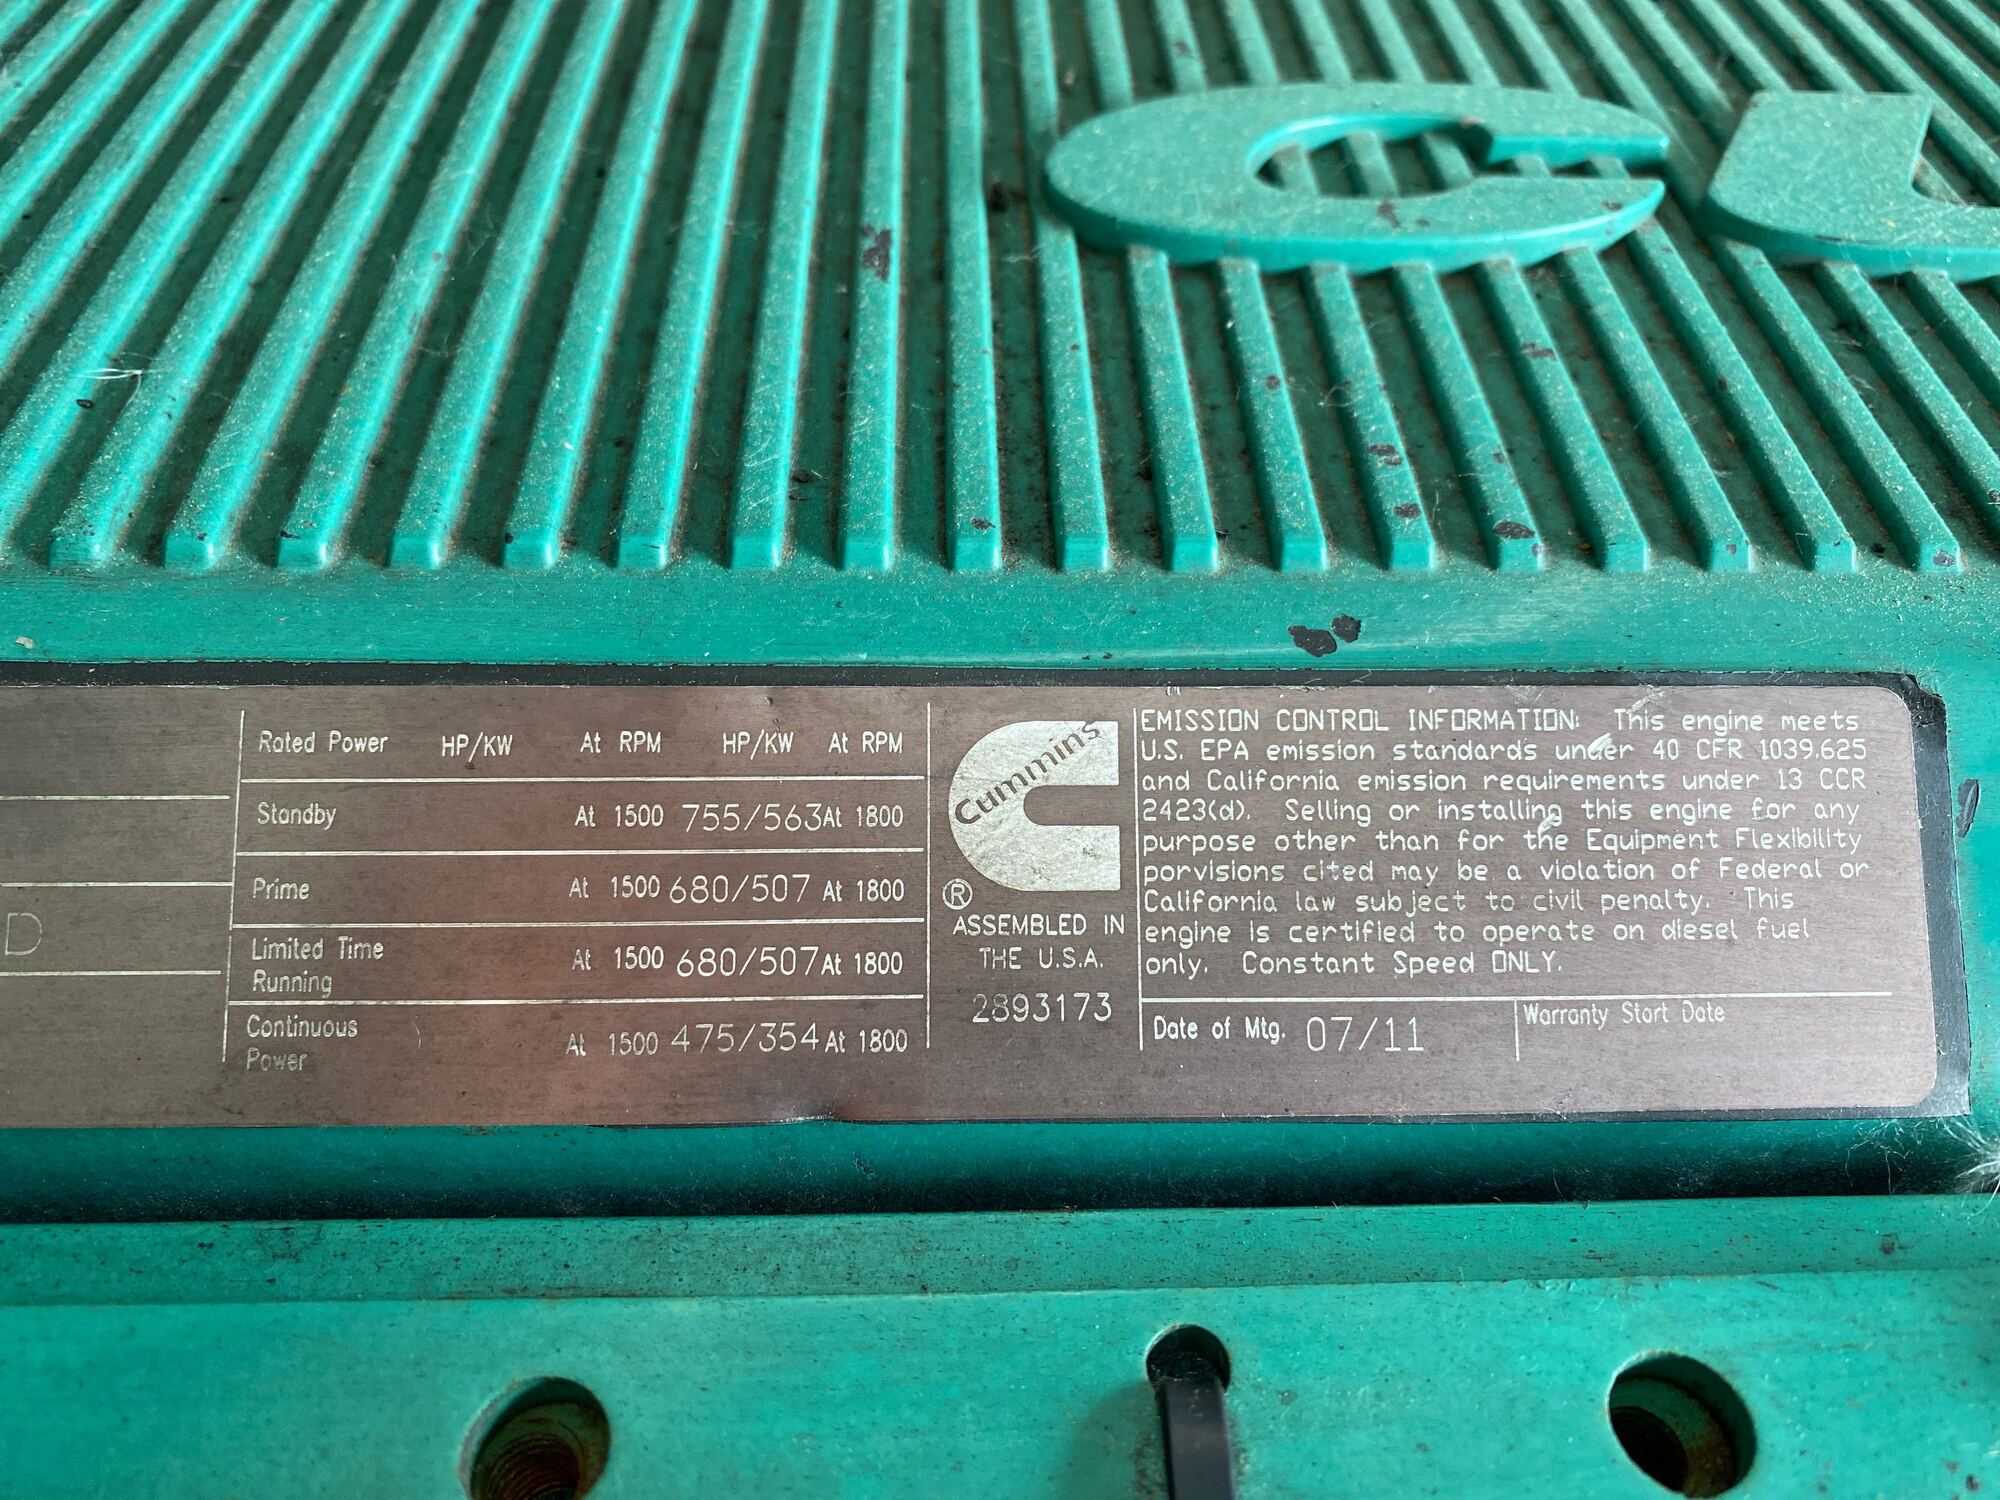 CU
D
Rated Power HP/KW At RPM HP/KW At RPM
Standby At 1500 755/563 At 1800
Prime At 1500 680/507 At 1800
Limited Time
Running At 1500 680/507 At 1800
Continuous
Power At 1500 475/354 At 1800
Cummins
®
ASSEMBLED IN
THE U.S.A.
2893173
EMISSION CONTROL INFORMATION: This engine meets
U.S. EPA emission standards under 40 CFR 1039.625
and California emission requirements under 13 CCR
2423(d). Selling or installing this engine for any
purpose other than for the Equipment Flexibility
porvisions cited may be a violation of Federal or
California law subject to civil penalty. This
engine is certified to operate on diesel fuel
only. Constant Speed ONLY.
Date of Mtg. 07/11
Warranty Start Date